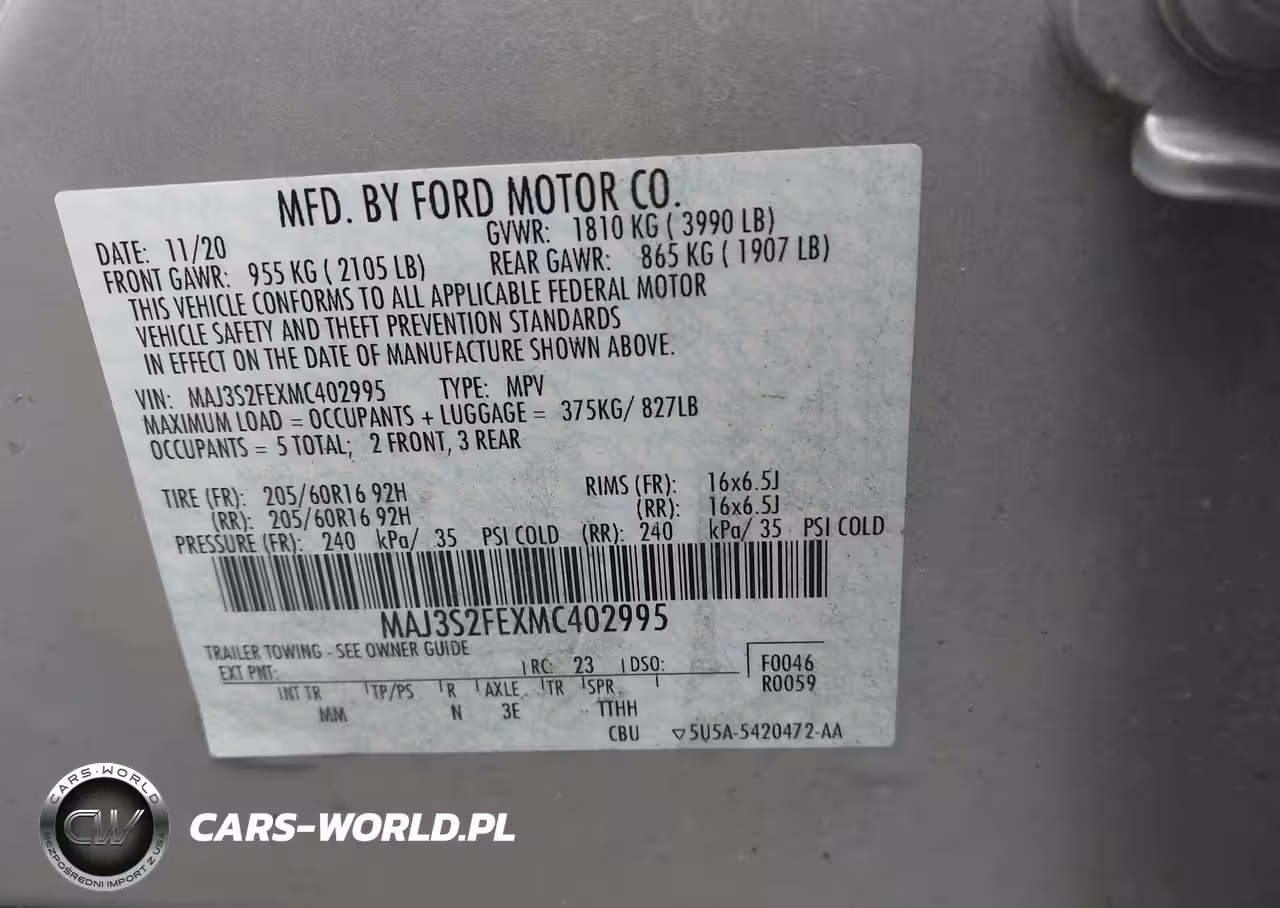 MFD. BY FORD MOTOR CO.
DATE: 11/20 GVWR: 1810 KG ( 3990 LB)
FRONT GAWR: 955 KG ( 2105 LB) REAR GAWR: 865 KG ( 1907 LB)
THIS VEHICLE CONFORMS TO ALL APPLICABLE FEDERAL MOTOR
VEHICLE SAFETY AND THEFT PREVENTION STANDARDS
IN EFFECT ON THE DATE OF MANUFACTURE SHOWN ABOVE.
VIN: MAJ3S2FEXMC402995 TYPE: MPV
MAXIMUM LOAD = OCCUPANTS + LUGGAGE = 375KG/ 827LB
OCCUPANTS = 5 TOTAL; 2 FRONT, 3 REAR
TIRE (FR): 205/60R16 92H RIMS (FR): 16x6.5J
(RR): 205/60R16 92H (RR): 16x6.5J
PRESSURE (FR): 240 kPa/ 35 PSI COLD (RR): 240 kPa/ 35 PSI COLD
MAJ3S2FEXMC402995
TRAILER TOWING - SEE OWNER GUIDE
EXT PNT: RC: 23 DSO: F0046
R0059
INT TR TP/PS R AXLE TR SPR
MM N 3E TTHH
CBU 5U5A-5420472-AA
CARS-WORLD
CW
BEZPOŚREDNI IMPORT Z USA
CARS-WORLD.PL